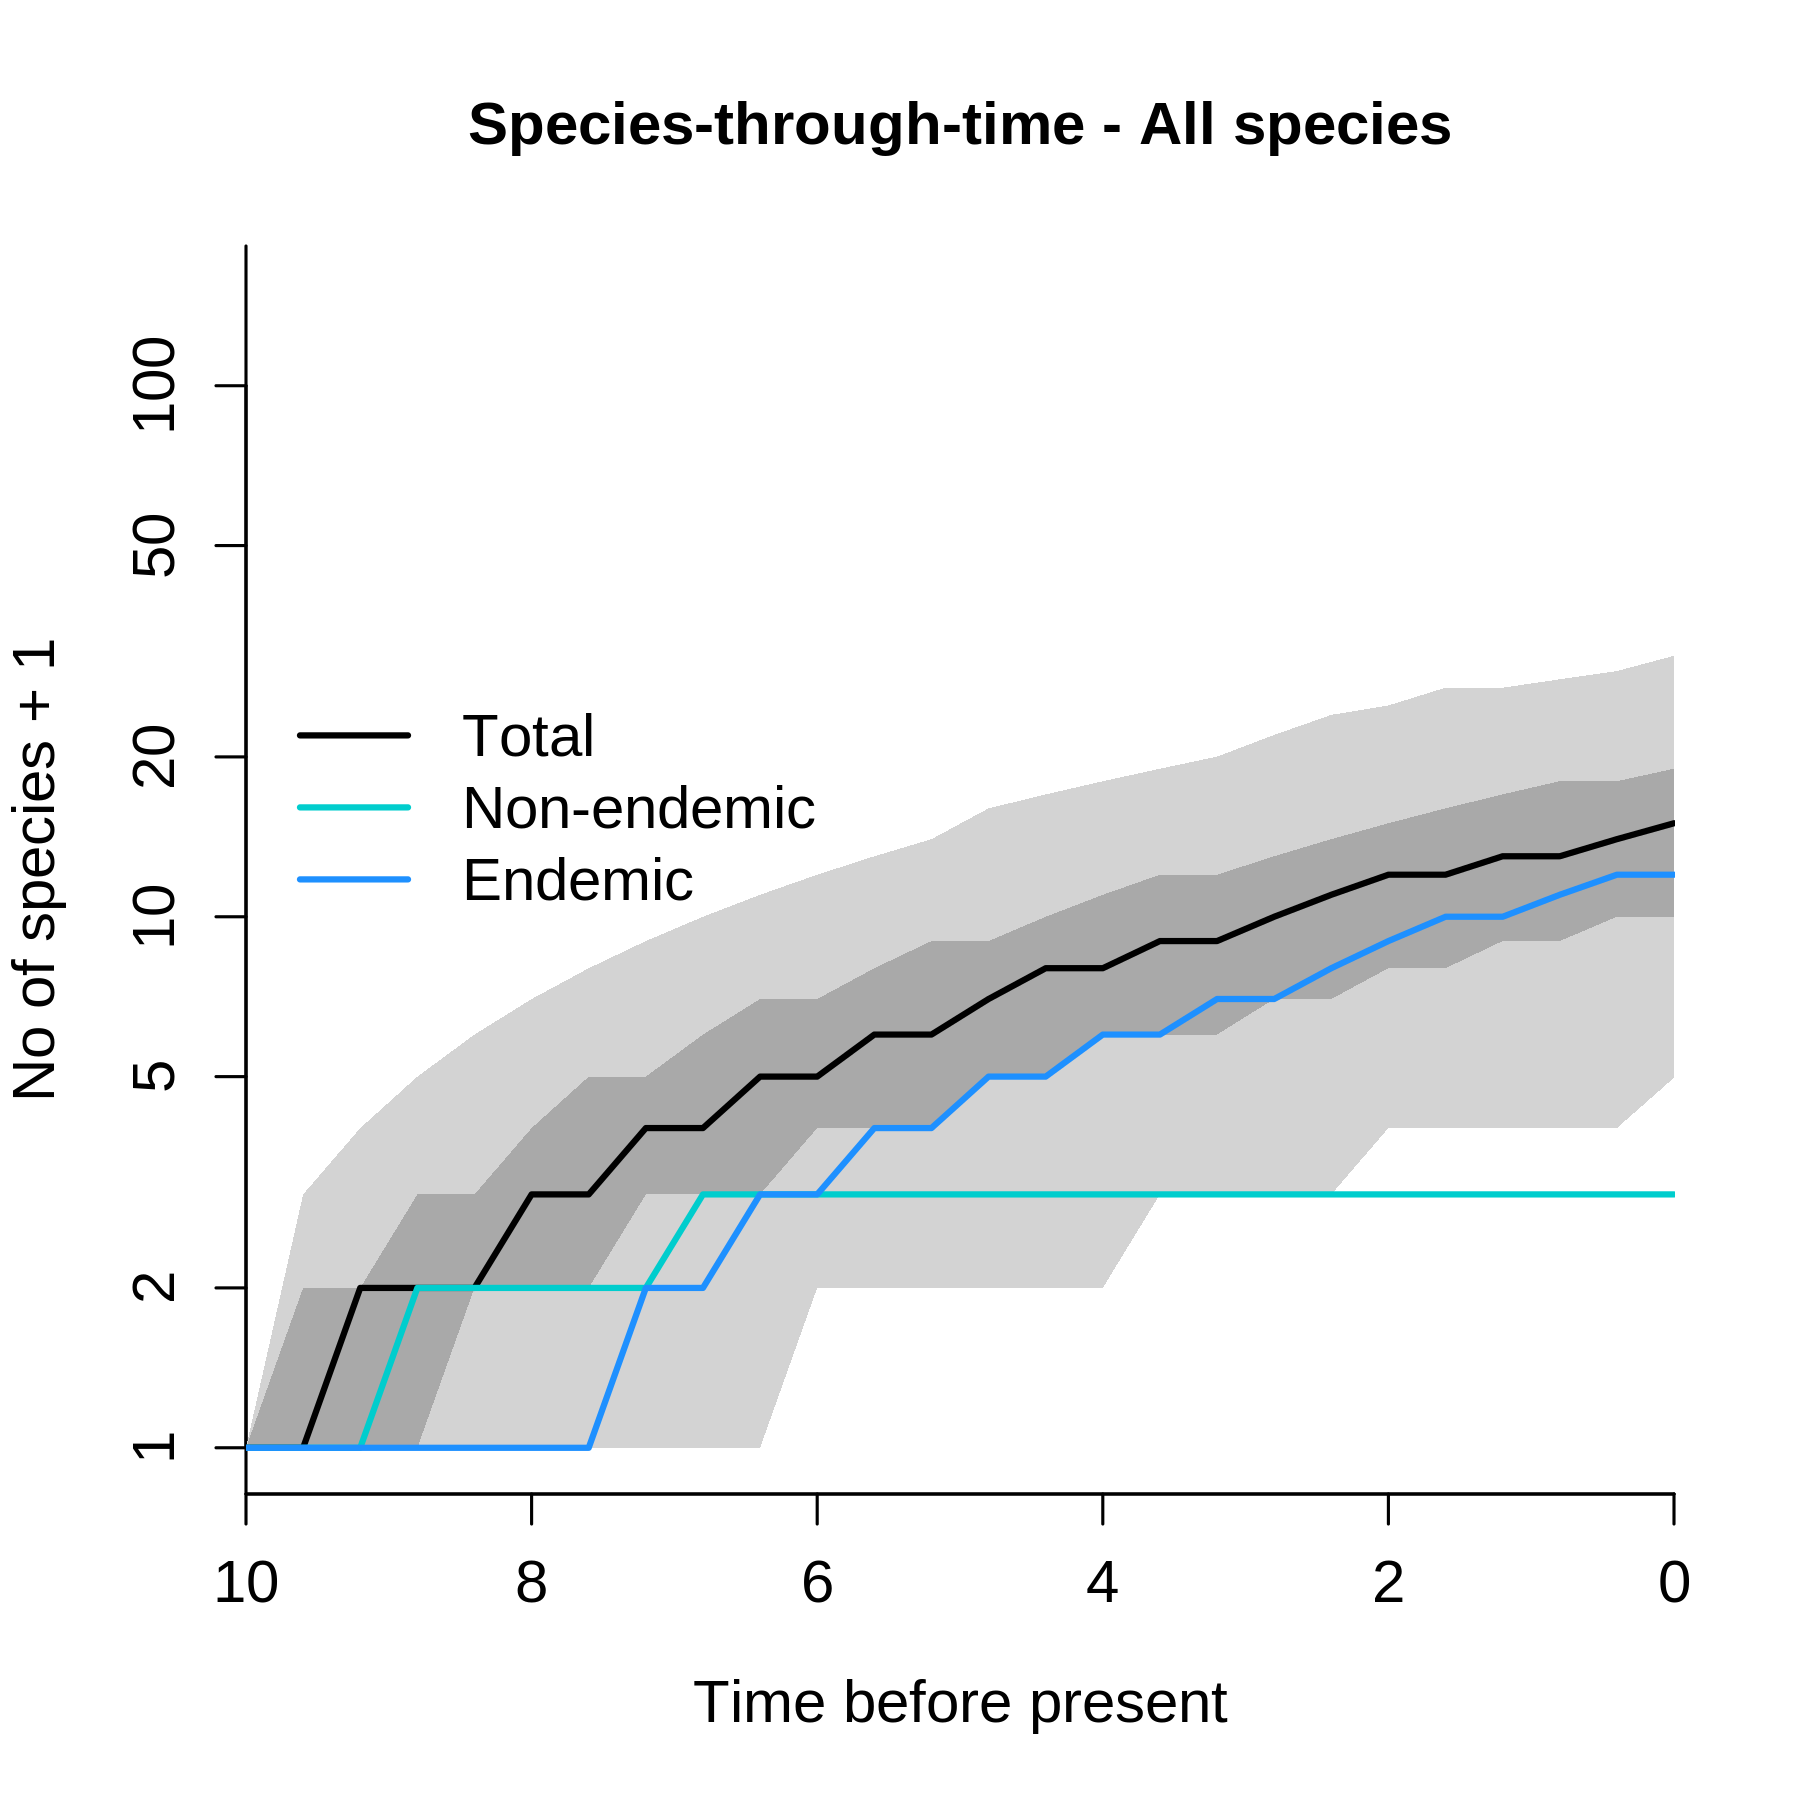 Species-through-time - All species
No of species + 1
100
50
20
10
5
2
1
Total
Non-endemic
Endemic
10 8 6 4 2 0
Time before present